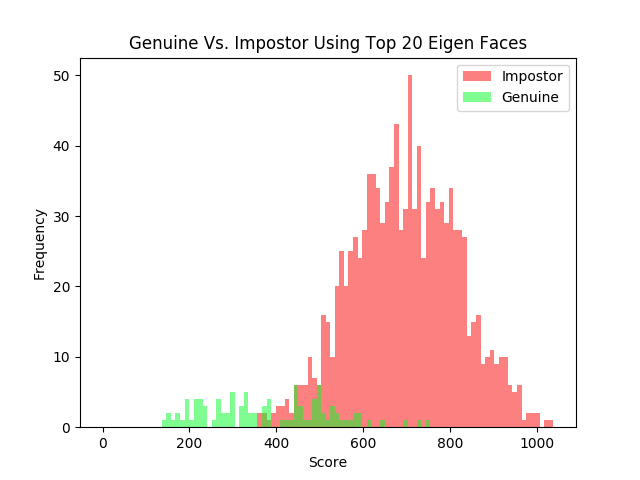 Genuine Vs. Impostor Using Top 20 Eigen Faces
Impostor
Genuine
50
40
30
20
10
0
Frequency
0 200 400 600 800 1000
Score